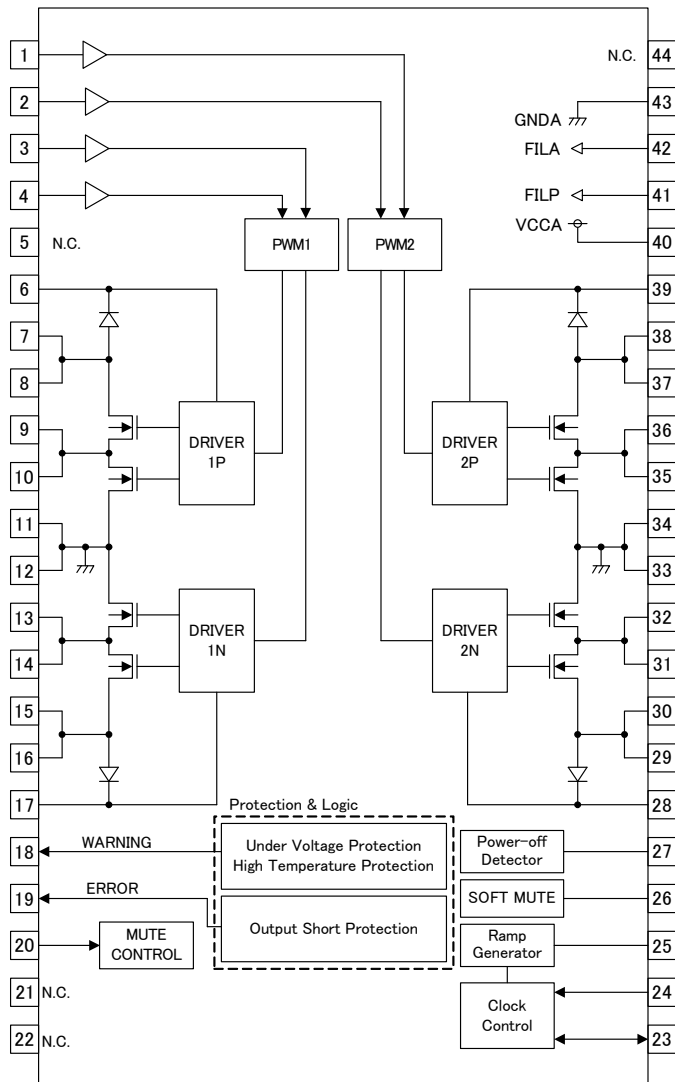 1
N.C.
44
2
43
GNDA
3
FILA
42
4
FILP
41
VCCA
5
N.C.
PWM1
PWM2
40
6
39
7
38
8
37
9
36
DRIVER
1P
DRIVER
2P
10
35
11
34
12
33
13
32
DRIVER
1N
DRIVER
2N
14
31
15
30
16
29
17
28
Protection & Logic
18
WARNING
Under Voltage Protection
High Temperature Protection
Power-off
Detector
27
19
ERROR
SOFT MUTE
26
20
MUTE
CONTROL
Output Short Protection
Ramp
Generator
25
21
N.C.
Clock
Control
24
22
N.C.
23